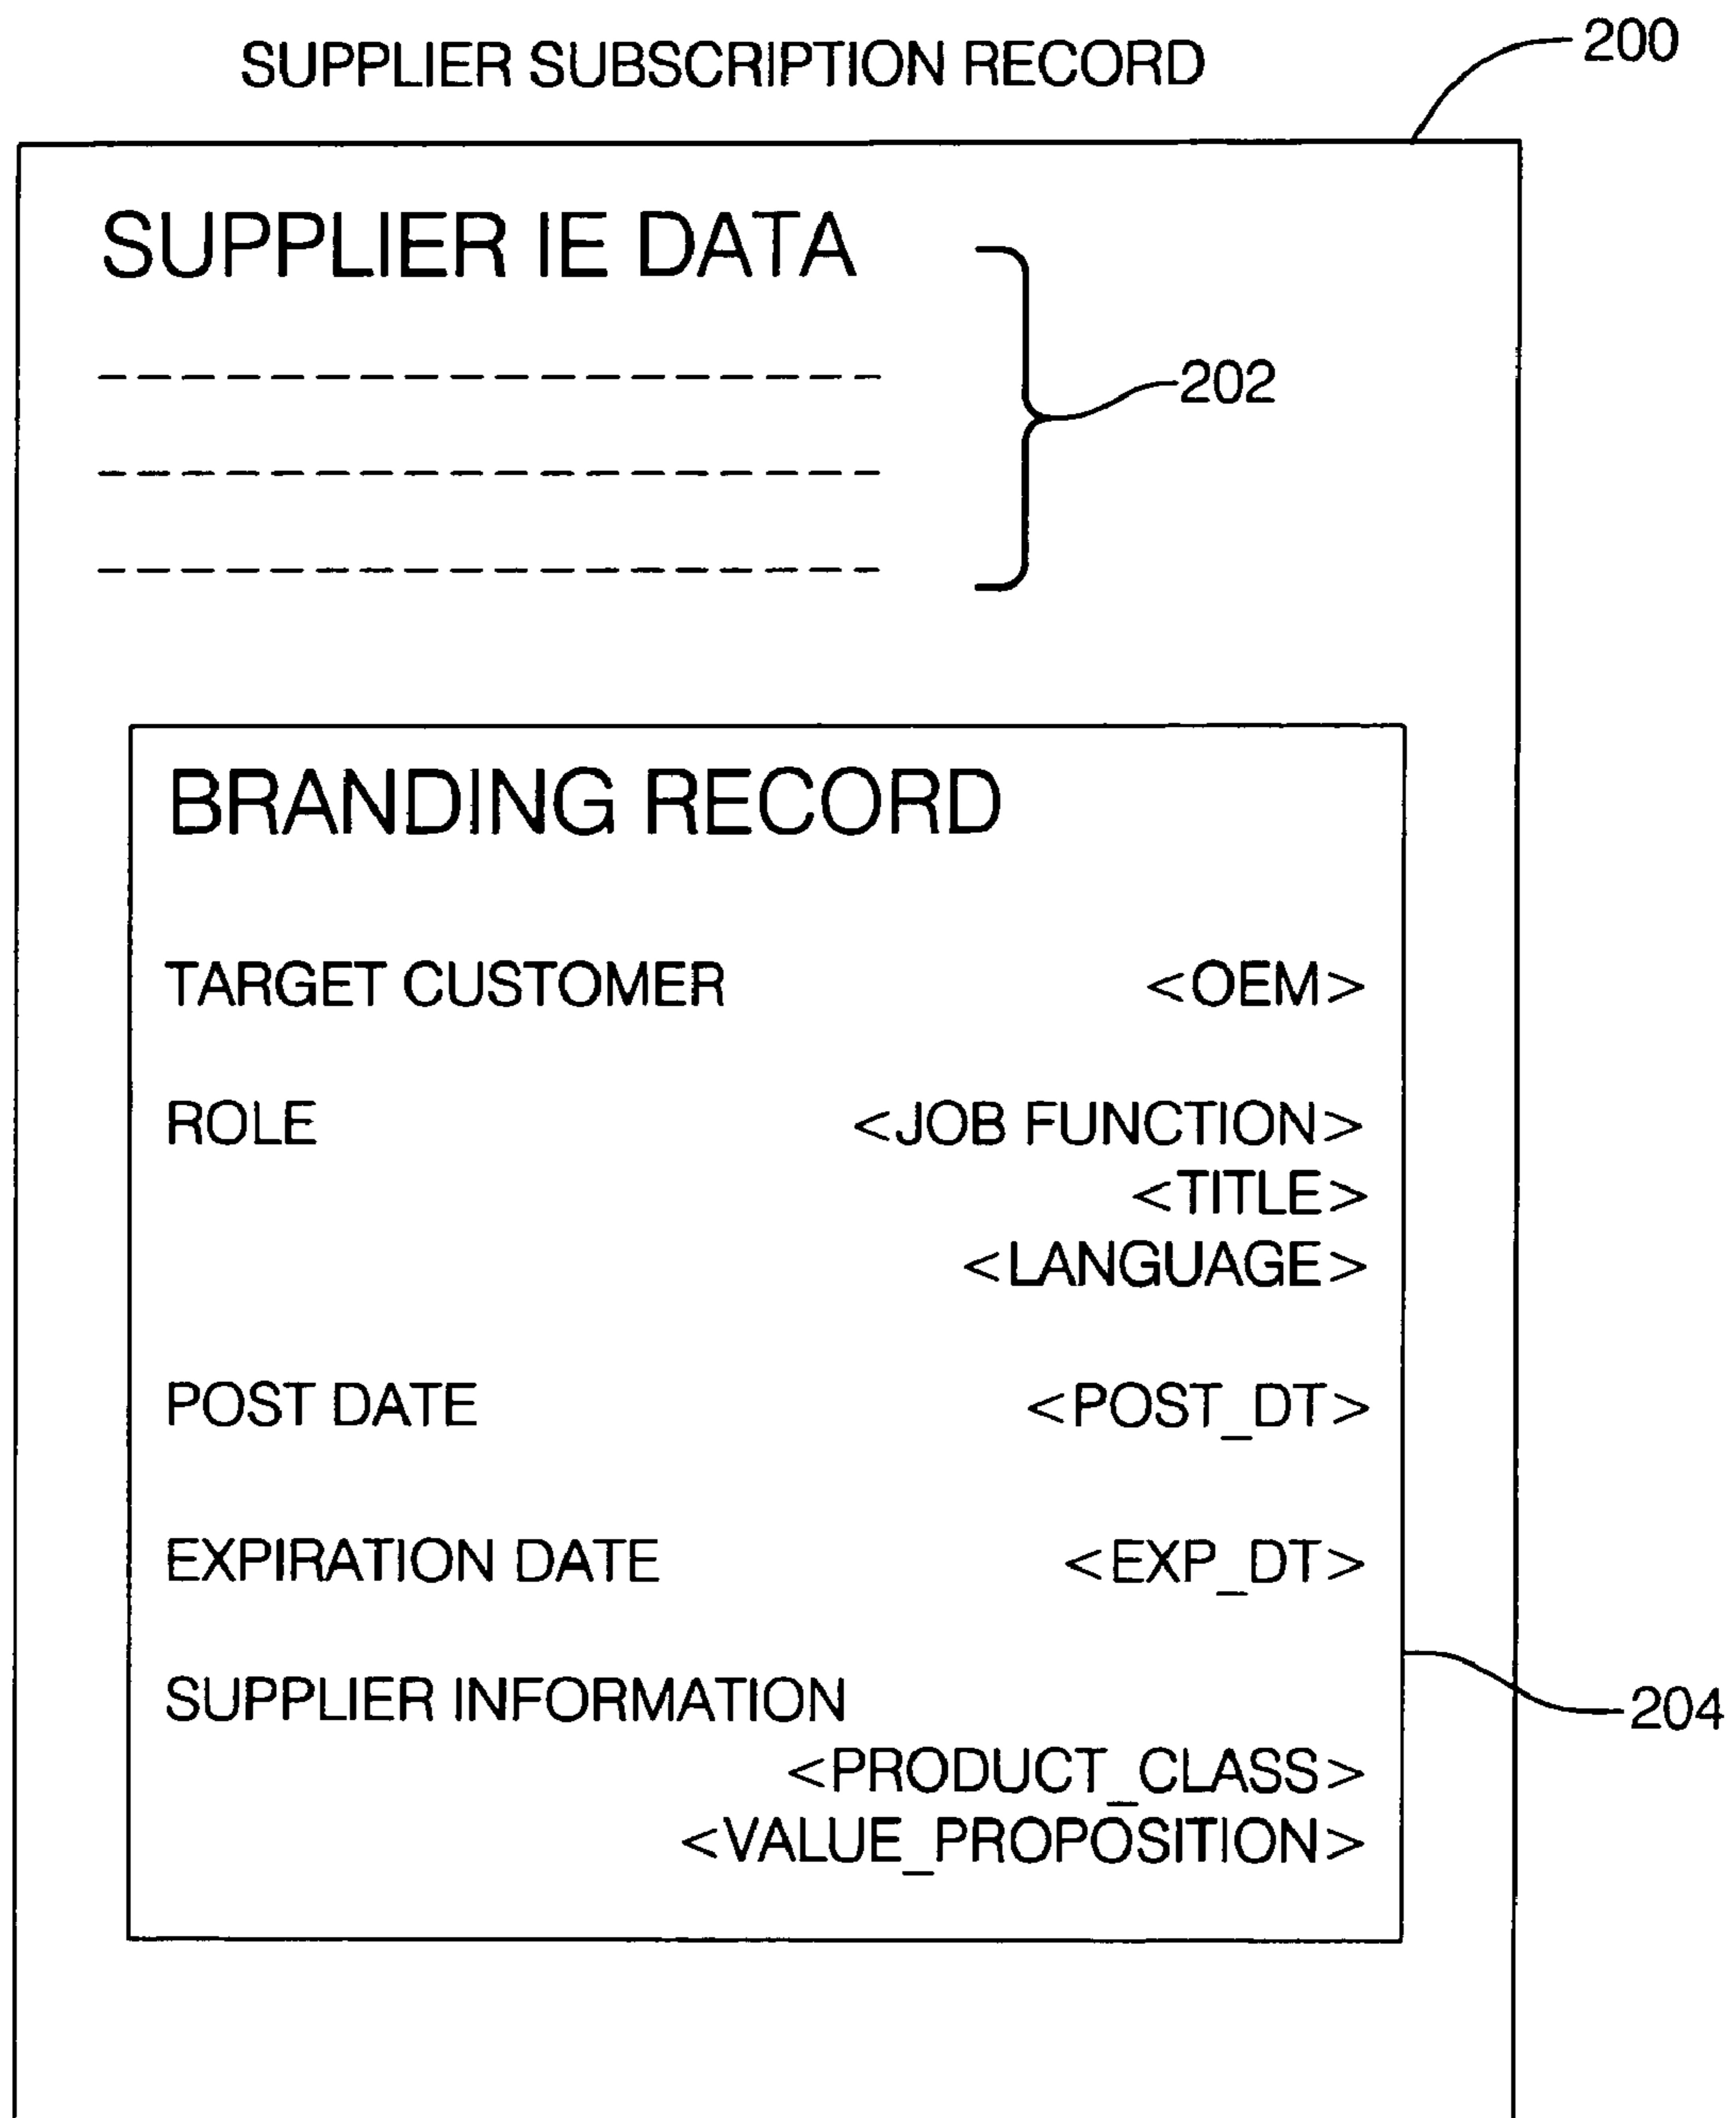 SUPPLIER SUBSCRIPTION RECORD
200
SUPPLIER IE DATA
202
BRANDING RECORD
TARGET CUSTOMER <OEM>
ROLE <JOB FUNCTION>
<TITLE>
<LANGUAGE>
POST DATE <POST_DT>
EXPIRATION DATE <EXP_DT>
SUPPLIER INFORMATION
204
<PRODUCT_CLASS>
<VALUE_PROPOSITION>